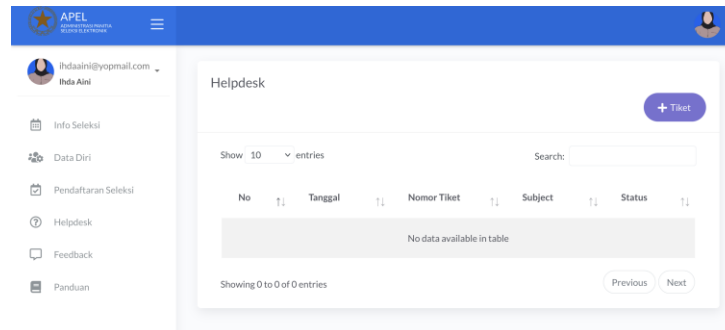 APEL
ADMINISTRASI PANITIA
SELEKSI ELEKTRONIK
ihdaaini@yopmail.com
Ihda Aini
Info Seleksi
Data Diri
Pendaftaran Seleksi
Helpdesk
Feedback
Panduan
Helpdesk
+ Tiket
Show 10 entries
Search:
No Tanggal Nomor Tiket Subject Status
No data available in table
Showing 0 to 0 of 0 entries
Previous Next